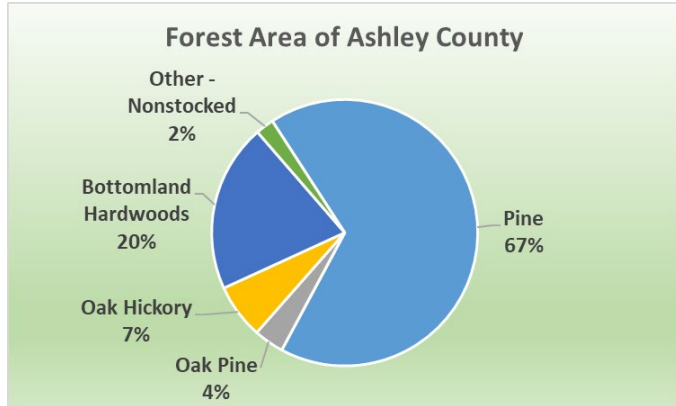 Forest Area of Ashley County
Other -
Nonstocked
2%
Bottomland
Hardwoods
20%
Pine
67%
Oak Hickory
7%
Oak Pine
4%